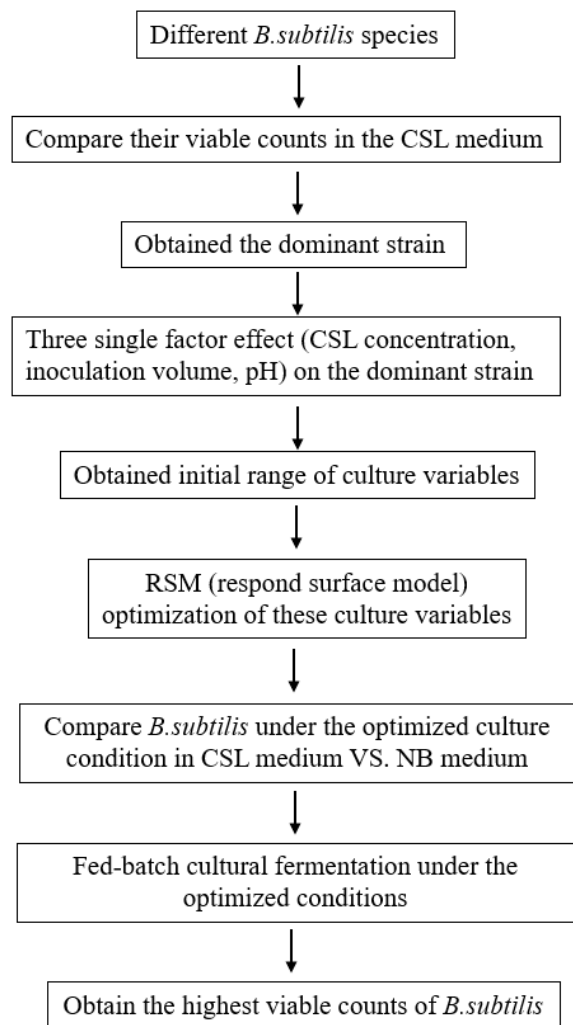 Different B.subtilis species
Compare their viable counts in the CSL medium
Obtained the dominant strain
Three single factor effect (CSL concentration,
inoculation volume, pH) on the dominant strain
Obtained initial range of culture variables
RSM (respond surface model)
optimization of these culture variables
Compare B.subtilis under the optimized culture
condition in CSL medium VS. NB medium
Fed-batch cultural fermentation under the
optimized conditions
Obtain the highest viable counts of B.subtilis